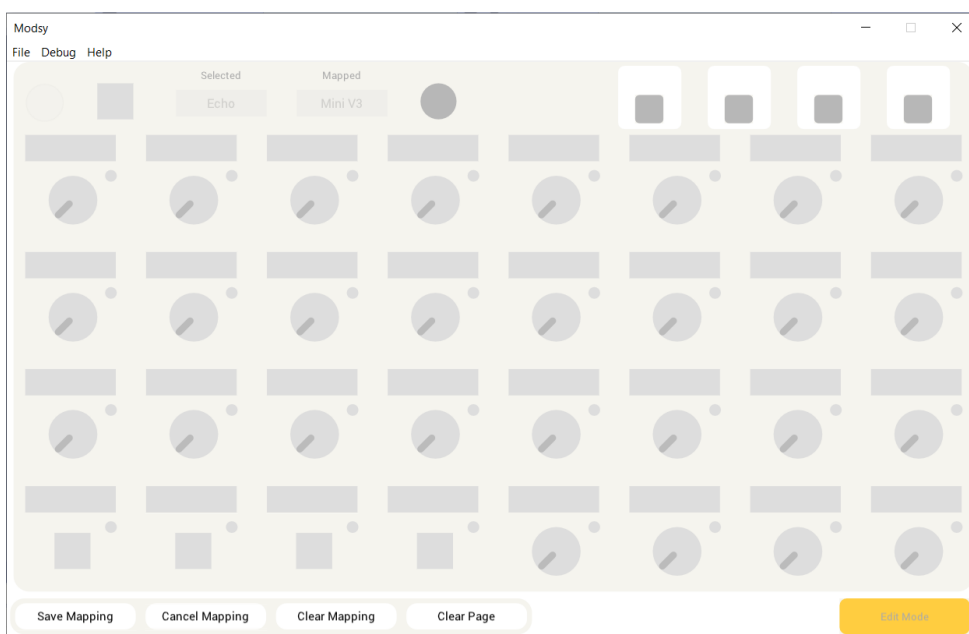 Modsy
File Debug Help
Selected Mapped
Echo Mini V3
Save Mapping Cancel Mapping Clear Mapping Clear Page Edit Mode